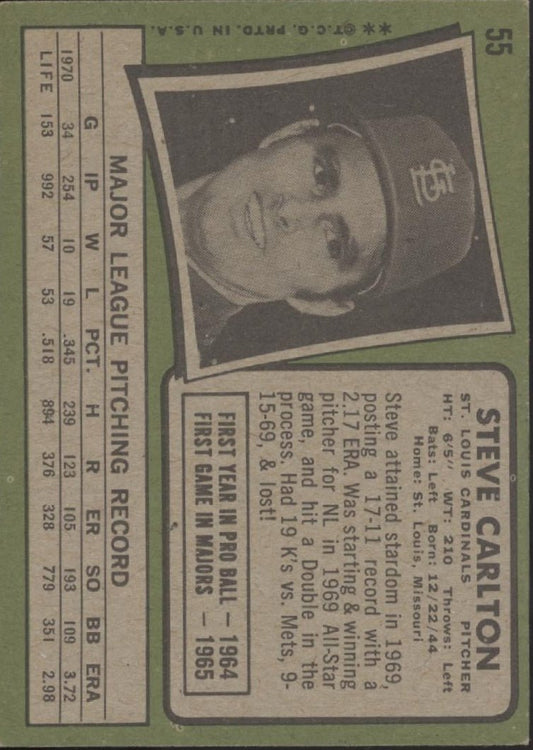 55
STEVE CARLTON
ST. LOUIS CARDINALS PITCHER
HT: 6'5" WT: 210 Throws: Left
Bats: Left Born: 12/22/44
Home: St. Louis, Missouri
Steve attained stardom in 1969,
posting a 17-11 record with a
2.17 ERA. Was starting & winning
pitcher for NL in 1969 All-Star
game, and hit a Double in the
process. Had 19 K's vs. Mets, 9-
15-69, & lost!
FIRST YEAR IN PRO BALL — 1964
FIRST GAME IN MAJORS — 1965
StL
MAJOR LEAGUE PITCHING RECORD
G IP W L PCT. H R ER SO BB ERA
1970 34 254 10 19 .345 239 123 105 193 109 3.72
LIFE 153 992 57 53 .518 894 376 328 779 351 2.98
**©T.C.G. PRTD. IN U.S.A.